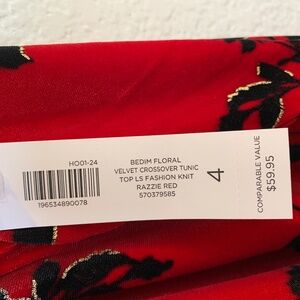 HO01-24
196534890078
BEDIM FLORAL
VELVET CROSSOVER TUNIC
TOP LS FASHION KNIT
RAZZIE RED
570379585
4
COMPARABLE VALUE
$59.95